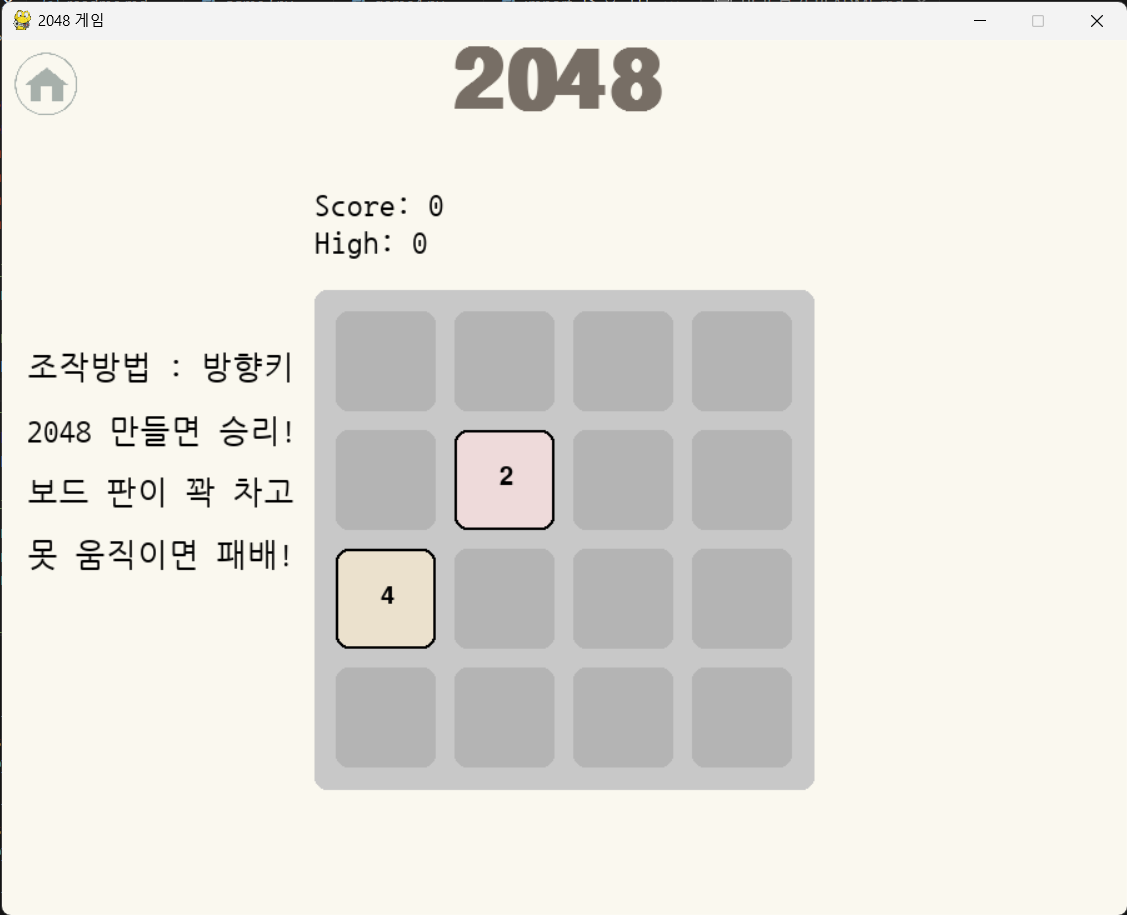 2048 게임
2048
Score: 0
High: 0
조작방법 : 방향키
2048 만들면 승리!
보드 판이 꽉 차고
못 움직이면 패배!
2
4